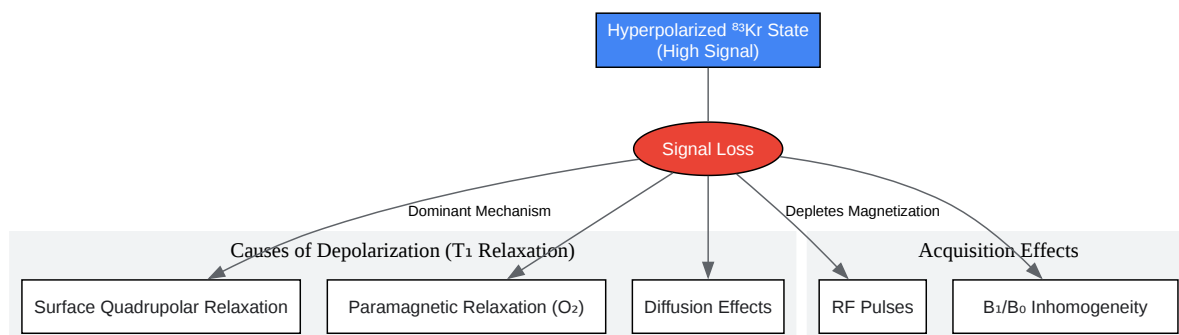 Hyperpolarized ⁸³Kr State
(High Signal)
Signal Loss
Dominant Mechanism
Depletes Magnetization
Causes of Depolarization (T₁ Relaxation)
Acquisition Effects
Surface Quadrupolar Relaxation
Paramagnetic Relaxation (O₂)
Diffusion Effects
RF Pulses
B₁/B₀ Inhomogeneity